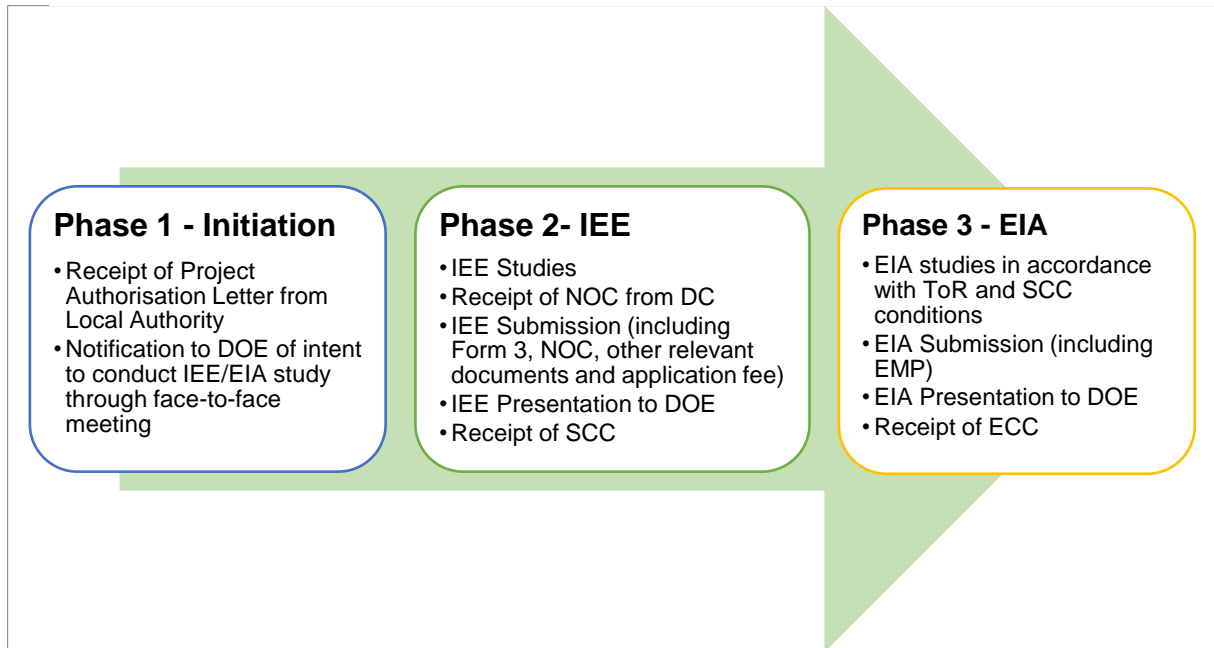 Phase 1 - Initiation
•Receipt of Project
Authorisation Letter from
Local Authority
•Notification to DOE of intent
to conduct IEE/EIA study
through face-to-face
meeting
Phase 2- IEE
•IEE Studies
•Receipt of NOC from DC
•IEE Submission (including
Form 3, NOC, other relevant
documents and application fee)
•IEE Presentation to DOE
•Receipt of SCC
Phase 3 - EIA
•EIA studies in accordance
with ToR and SCC
conditions
•EIA Submission (including
EMP)
•EIA Presentation to DOE
•Receipt of ECC